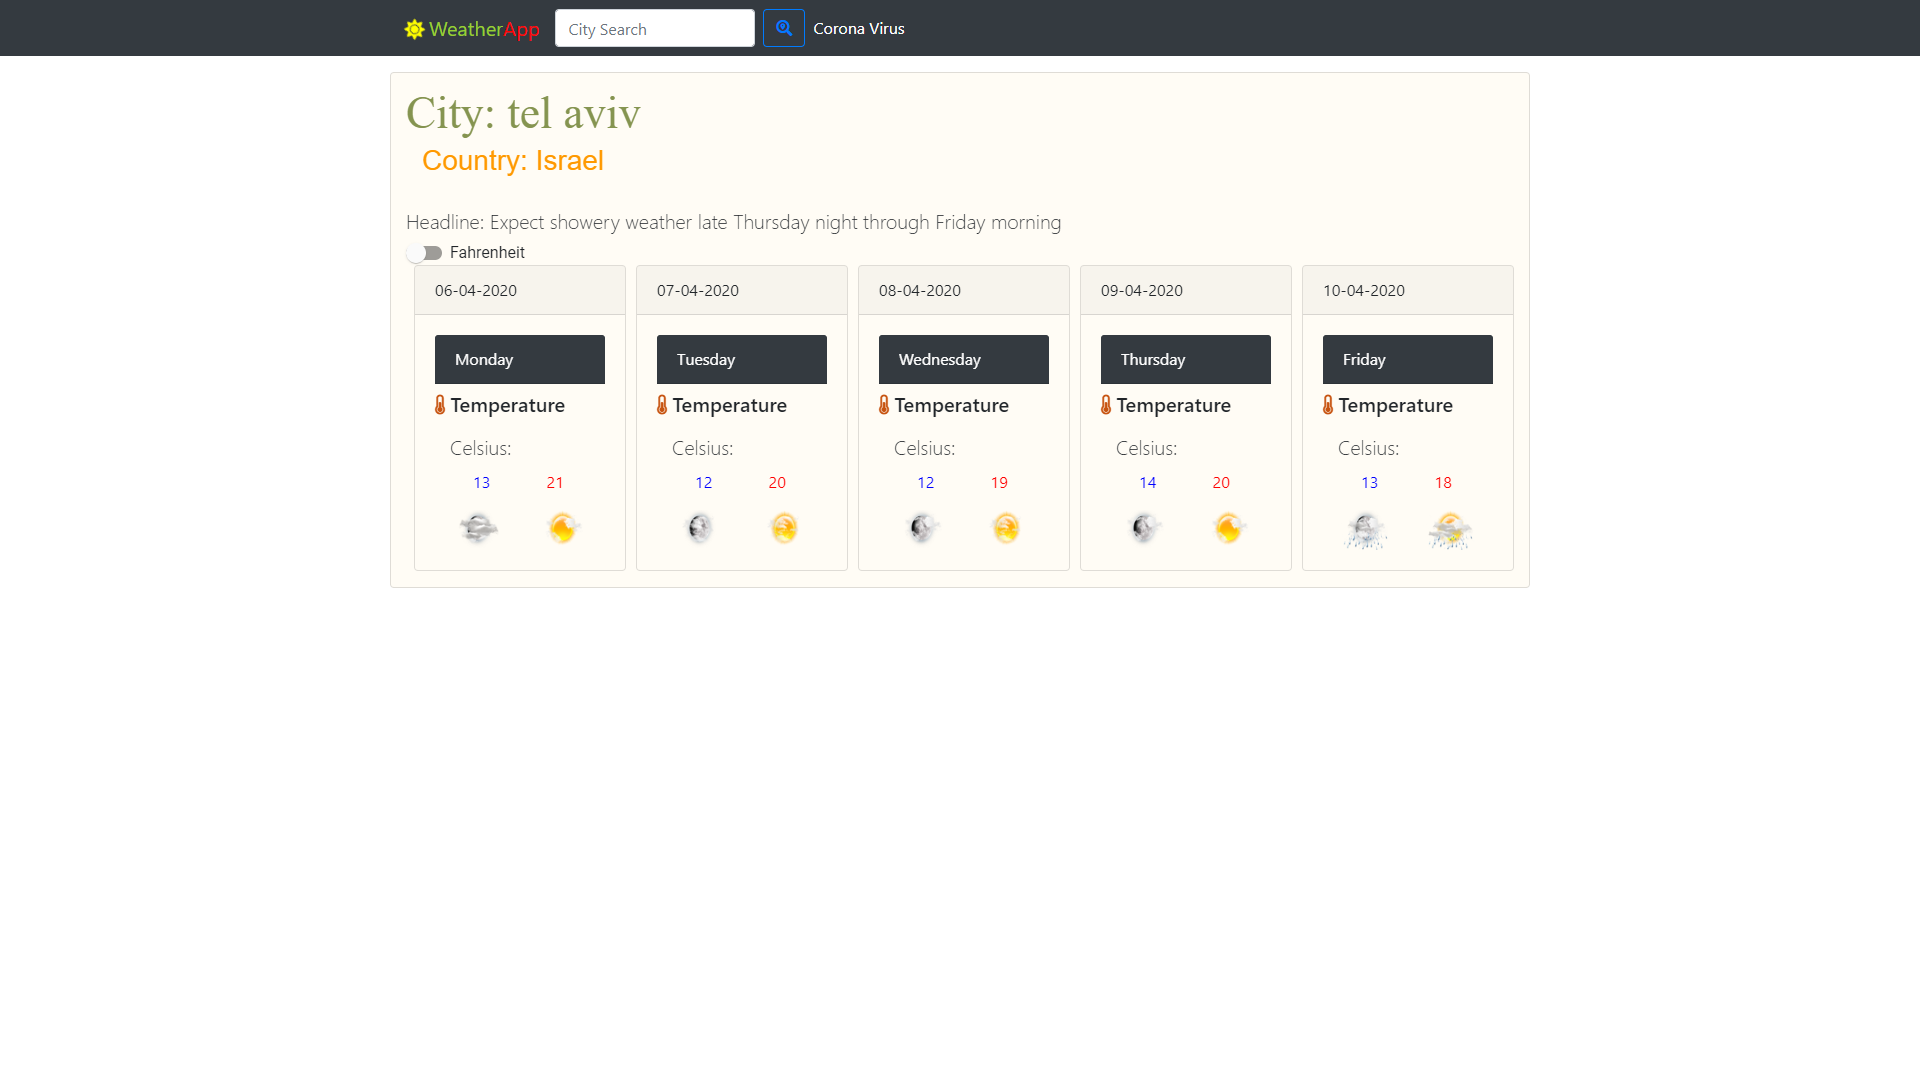 WeatherApp City Search Corona Virus
City: tel aviv
Country: Israel
Headline: Expect showery weather late Thursday night through Friday morning
Fahrenheit
06-04-2020
Monday
Temperature
Celsius:
13 21
07-04-2020
Tuesday
Temperature
Celsius:
12 20
08-04-2020
Wednesday
Temperature
Celsius:
12 19
09-04-2020
Thursday
Temperature
Celsius:
14 20
10-04-2020
Friday
Temperature
Celsius:
13 18